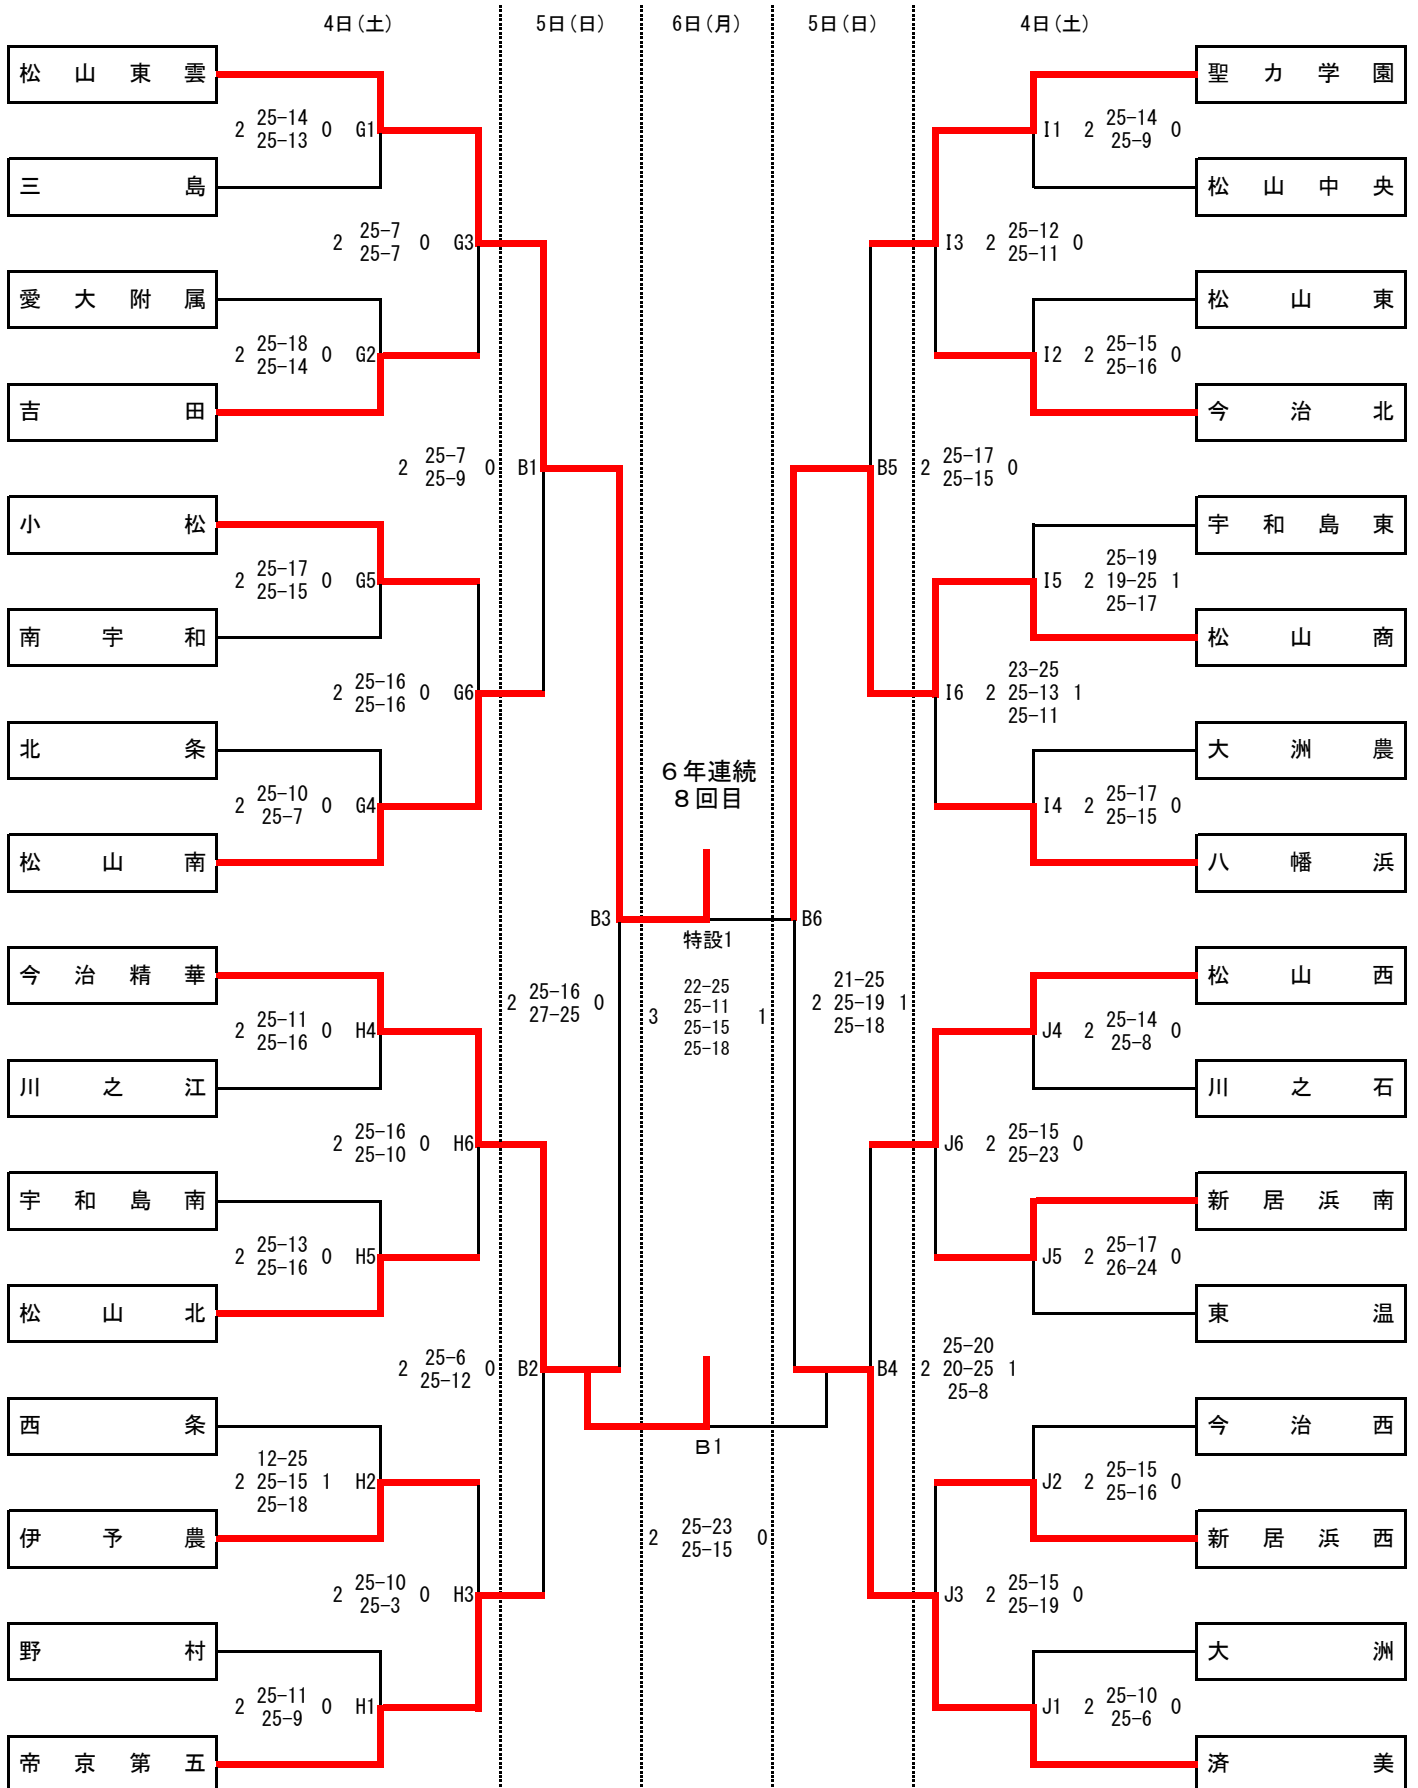 4日(土) 5日(日) 6日(月) 5日(日) 4日(土)
松山東雲
2 25-14 0 G1
25-13
三島
2 25-7 0 G3
25-7
愛大附属
2 25-18 0 G2
25-14
吉田
2 25-7 0 B1
25-9
小松
2 25-17 0 G5
25-15
南宇和
2 25-16 0 G6
25-16
北条
2 25-10 0 G4
25-7
松山南
今治精華
2 25-11 0 H4
25-16
川之江
2 25-16 0 H6
25-10
宇和島南
2 25-13 0 H5
25-16
松山北
2 25-6 0 B2
25-12
西条
12-25
2 25-15 1 H2
25-18
伊予農
2 25-10 0 H3
25-3
野村
2 25-11 0 H1
25-9
帝京第五
6年連続
8回目
B3
B6
特設1
2 25-16 0
27-25
22-25
25-11
3 25-15 1
25-18
21-25
2 25-19 1
25-18
B1
2 25-23 0
25-15
聖カ学園
I1 2 25-14 0
25-9
松山中央
I3 2 25-12 0
25-11
松山東
I2 2 25-15 0
25-16
今治北
B5 2 25-17 0
25-15
宇和島東
25-19
I5 2 19-25 1
25-17
松山商
23-25
I6 2 25-13 1
25-11
大洲農
I4 2 25-17 0
25-15
八幡浜
松山西
J4 2 25-14 0
25-8
川之石
J6 2 25-15 0
25-23
新居浜南
J5 2 25-17 0
26-24
東温
25-20
B4 2 20-25 1
25-8
今治西
J2 2 25-15 0
25-16
新居浜西
J3 2 25-15 0
25-19
大洲
J1 2 25-10 0
25-6
済美